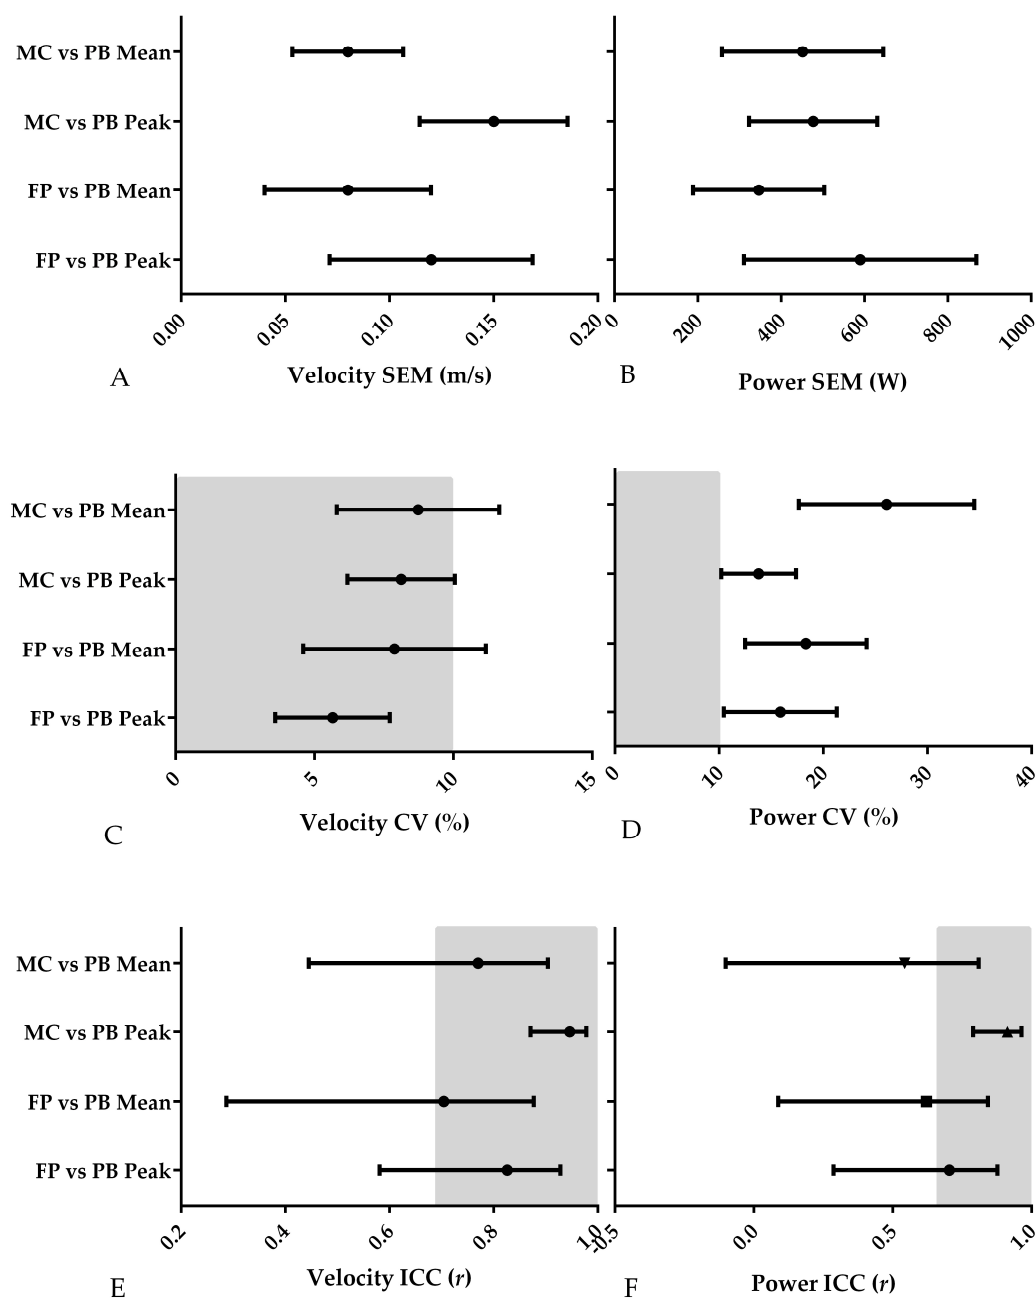 MC vs PB Mean
MC vs PB Peak
FP vs PB Mean
FP vs PB Peak
0.00 0.05 0.10 0.15 0.20
A Velocity SEM (m/s)
0 200 400 600 800 1000
B Power SEM (W)
MC vs PB Mean
MC vs PB Peak
FP vs PB Mean
FP vs PB Peak
0 5 10 15
C Velocity CV (%)
0 10 20 30 40
D Power CV (%)
MC vs PB Mean
MC vs PB Peak
FP vs PB Mean
FP vs PB Peak
0.2 0.4 0.6 0.8 1.0
E Velocity ICC (r)
-0.5 0.0 0.5 1.0
F Power ICC (r)